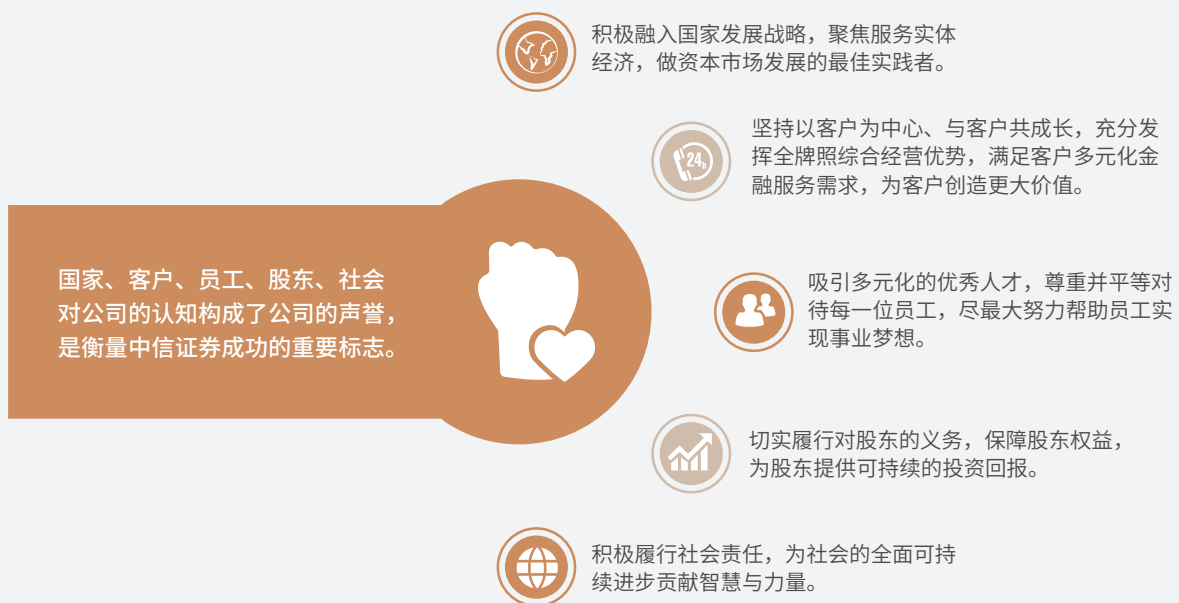 积极融入国家发展战略，聚焦服务实体
经济，做资本市场发展的最佳实践者。
24h
坚持以客户为中心、与客户共成长，充分发
挥全牌照综合经营优势，满足客户多元化金
融服务需求，为客户创造更大价值。
国家、客户、员工、股东、社会
对公司的认知构成了公司的声誉，
是衡量中信证券成功的重要标志。
吸引多元化的优秀人才，尊重并平等对
待每一位员工，尽最大努力帮助员工实
现事业梦想。
切实履行对股东的义务，保障股东权益，
为股东提供可持续的投资回报。
积极履行社会责任，为社会的全面可持
续进步贡献智慧与力量。